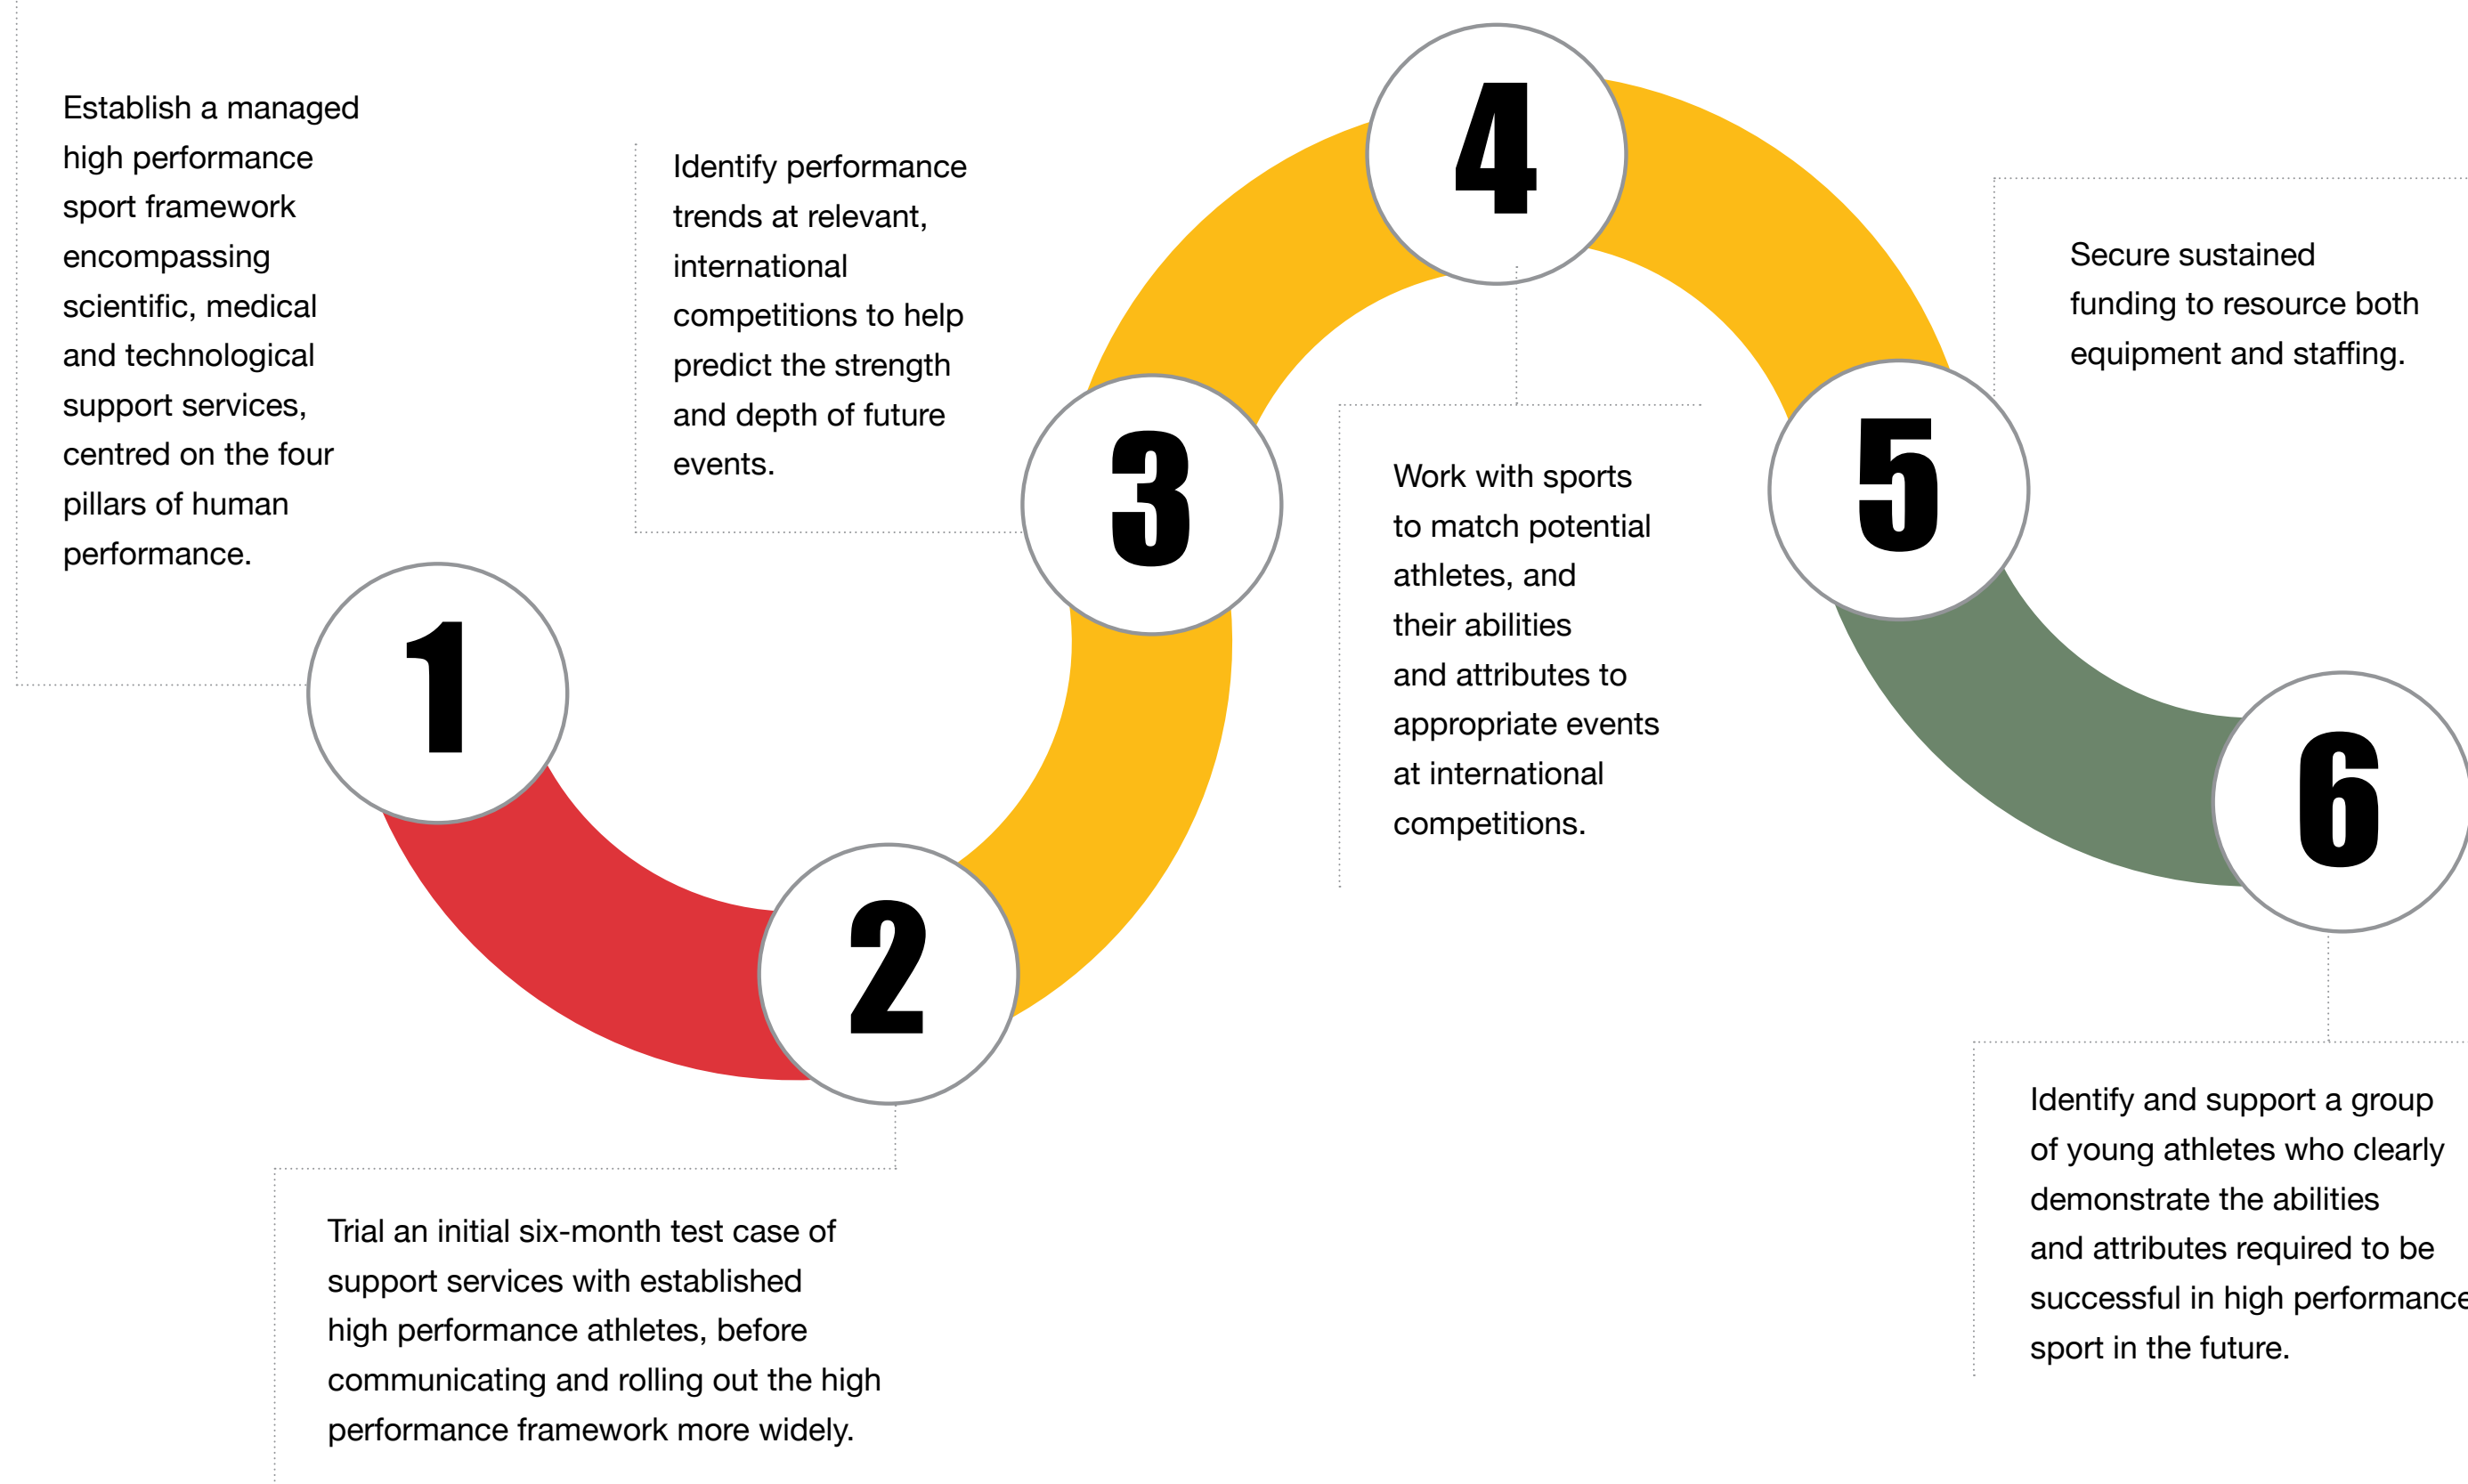 Establish a managed
high performance
sport framework
encompassing
scientific, medical
and technological
support services,
centred on the four
pillars of human
performance.
1
Trial an initial six-month test case of
support services with established
high performance athletes, before
communicating and rolling out the high
performance framework more widely.
2
Identify performance
trends at relevant,
international
competitions to help
predict the strength
and depth of future
events.
3
4
Work with sports
to match potential
athletes, and
their abilities
and attributes to
appropriate events
at international
competitions.
5
Secure sustained
funding to resource both
equipment and staffing.
6
Identify and support a group
of young athletes who clearly
demonstrate the abilities
and attributes required to be
successful in high performance
sport in the future.